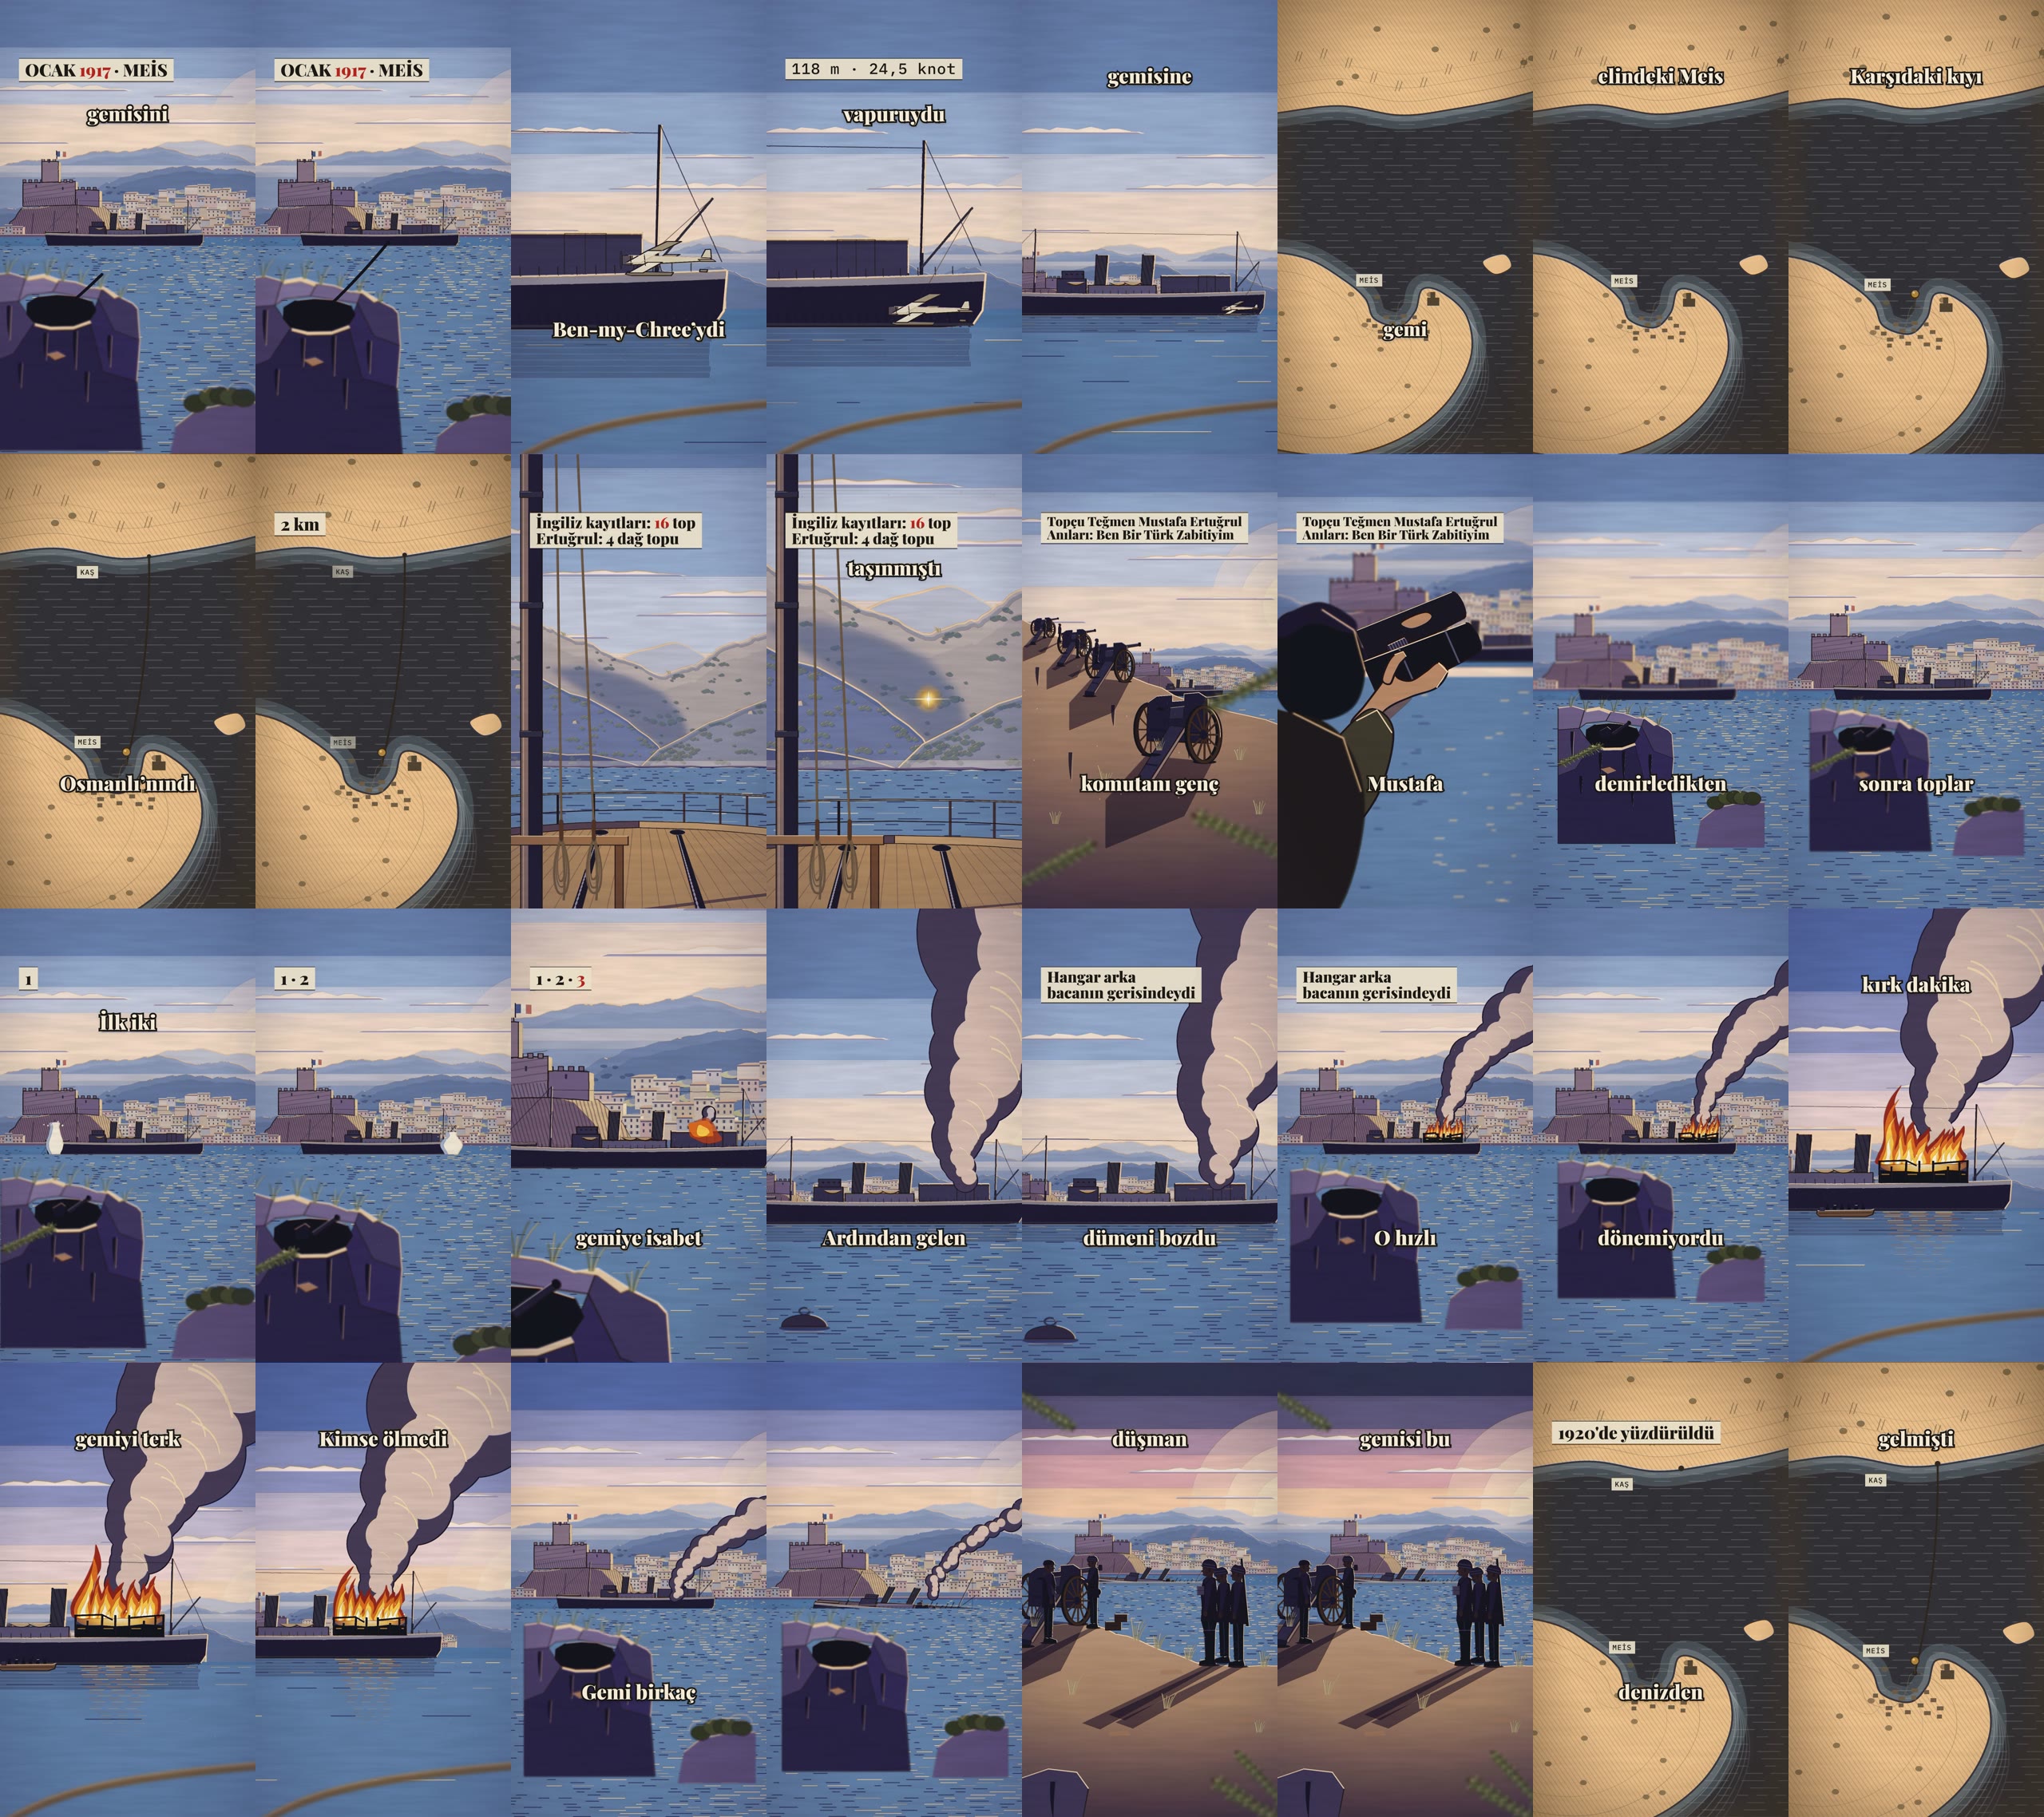 OCAK 1917 · MEİS
gemisini
OCAK 1917 · MEİS
Ben-my-Chree'ydi
118 m · 24,5 knot
vapuruydu
gemisine
MEİS
gemi
elindeki Meis
MEİS
Karşıdaki kıyı
MEİS
KAŞ
MEİS
Osmanlı'nındı
2 km
KAŞ
MEİS
İngiliz kayıtları: 16 top
Ertuğrul: 4 dağ topu
İngiliz kayıtları: 16 top
Ertuğrul: 4 dağ topu
taşınmıştı
Topçu Teğmen Mustafa Ertuğrul
Anıları: Ben Bir Türk Zabitiyim
komutanı genç
Topçu Teğmen Mustafa Ertuğrul
Anıları: Ben Bir Türk Zabitiyim
Mustafa
demirledikten
sonra toplar
1
İlk iki
1 · 2
1 · 2 · 3
gemiye isabet
Ardından gelen
Hangar arka
bacanın gerisindeydi
dümeni bozdu
Hangar arka
bacanın gerisindeydi
O hızlı
dönemiyordu
kırk dakika
gemiyi terk
Kimse ölmedi
Gemi birkaç
düşman
gemisi bu
1920'de yüzdürüldü
KAŞ
MEİS
denizden
gelmişti
KAŞ
MEİS